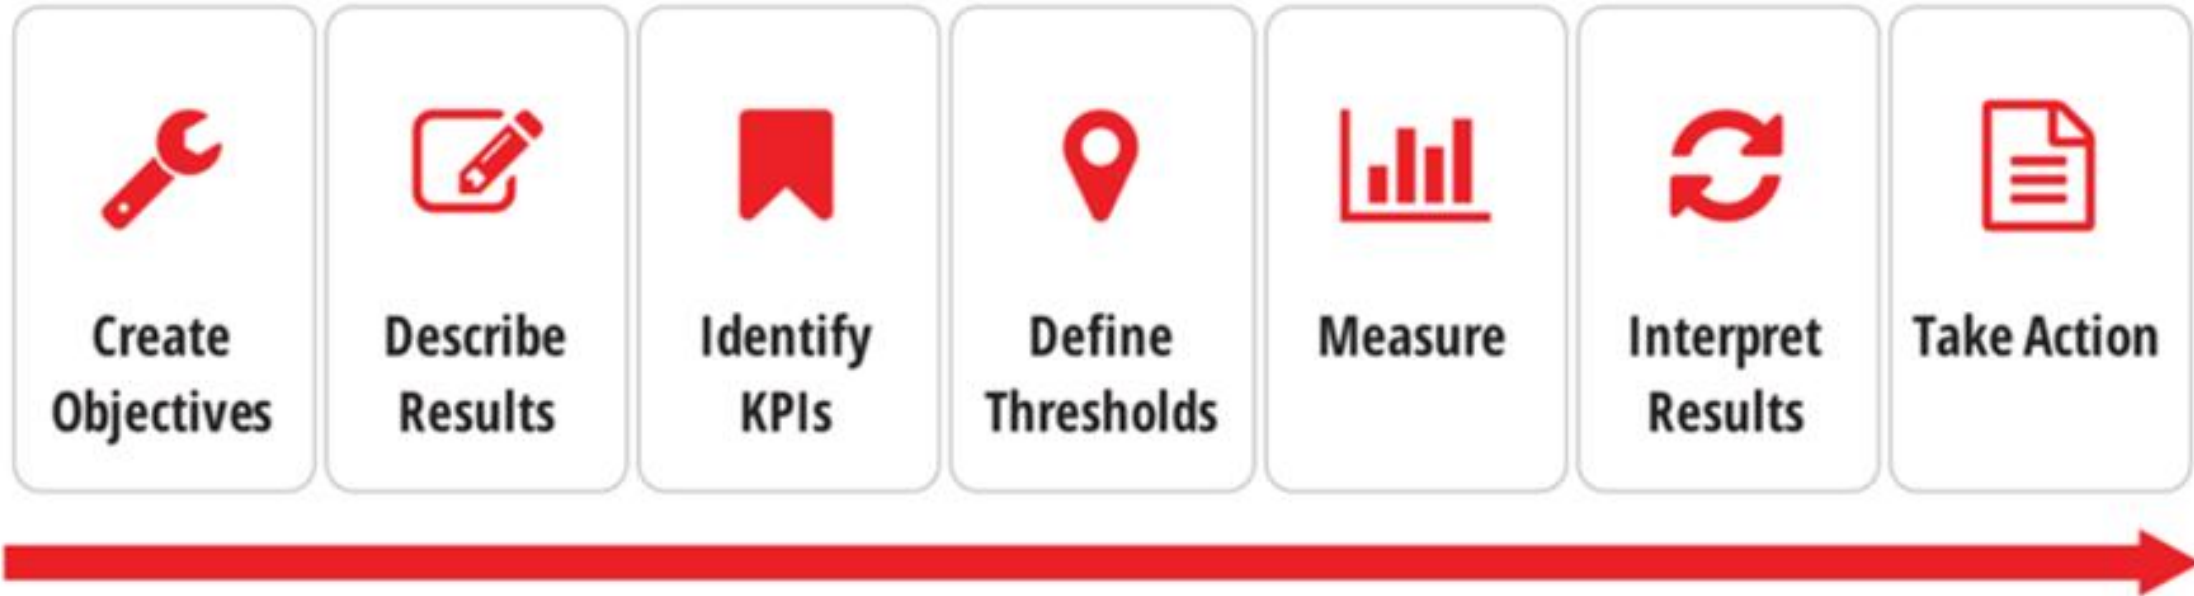 Create
Objectives
Describe
Results
Identify
KPIs
Define
Thresholds
Measure
Interpret
Results
Take Action